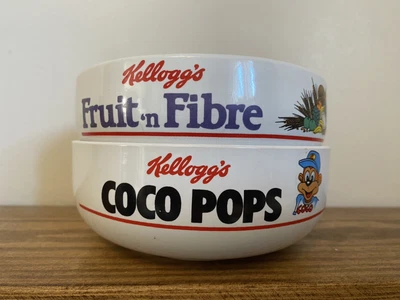 Kellogg's
Fruit 'n Fibre
Kellogg's
COCO POPS